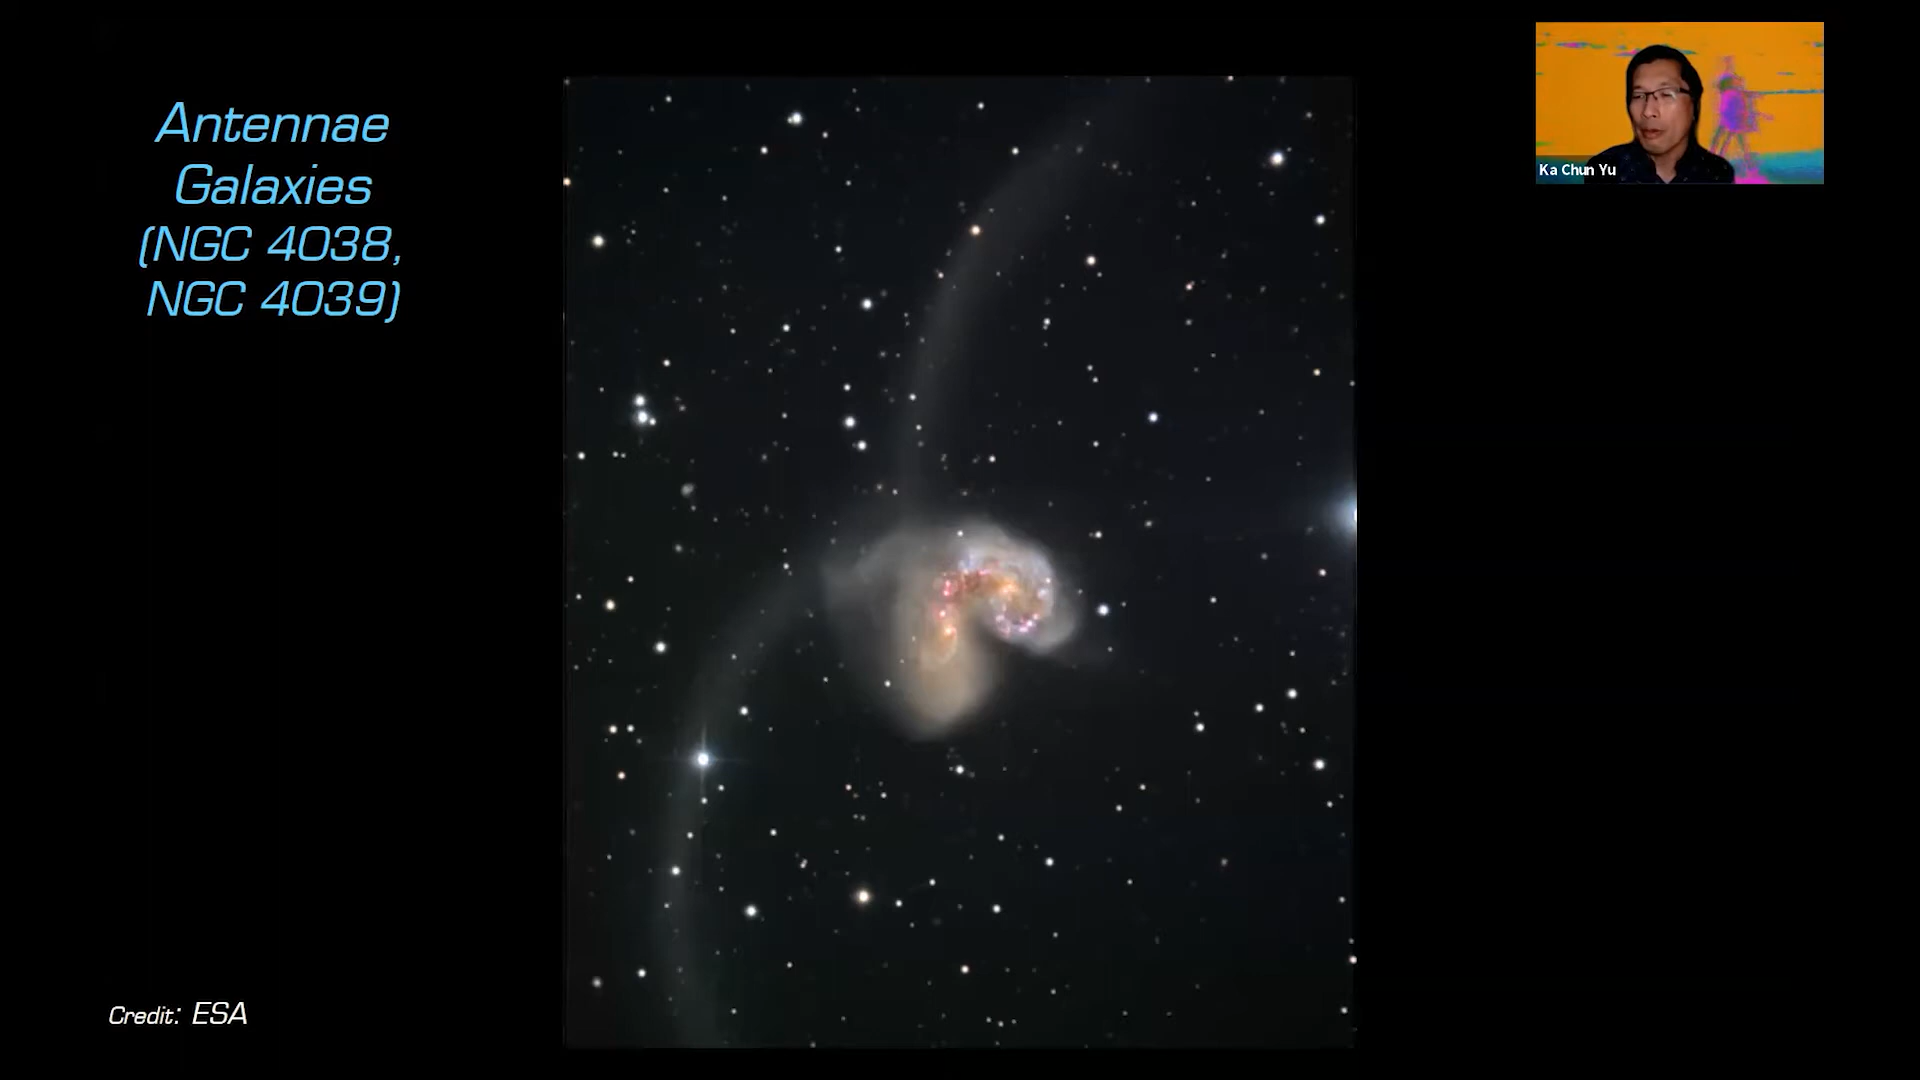 Antennae
Galaxies
(NGC 4038,
NGC 4039)
Ka Chun Yu
Credit: ESA